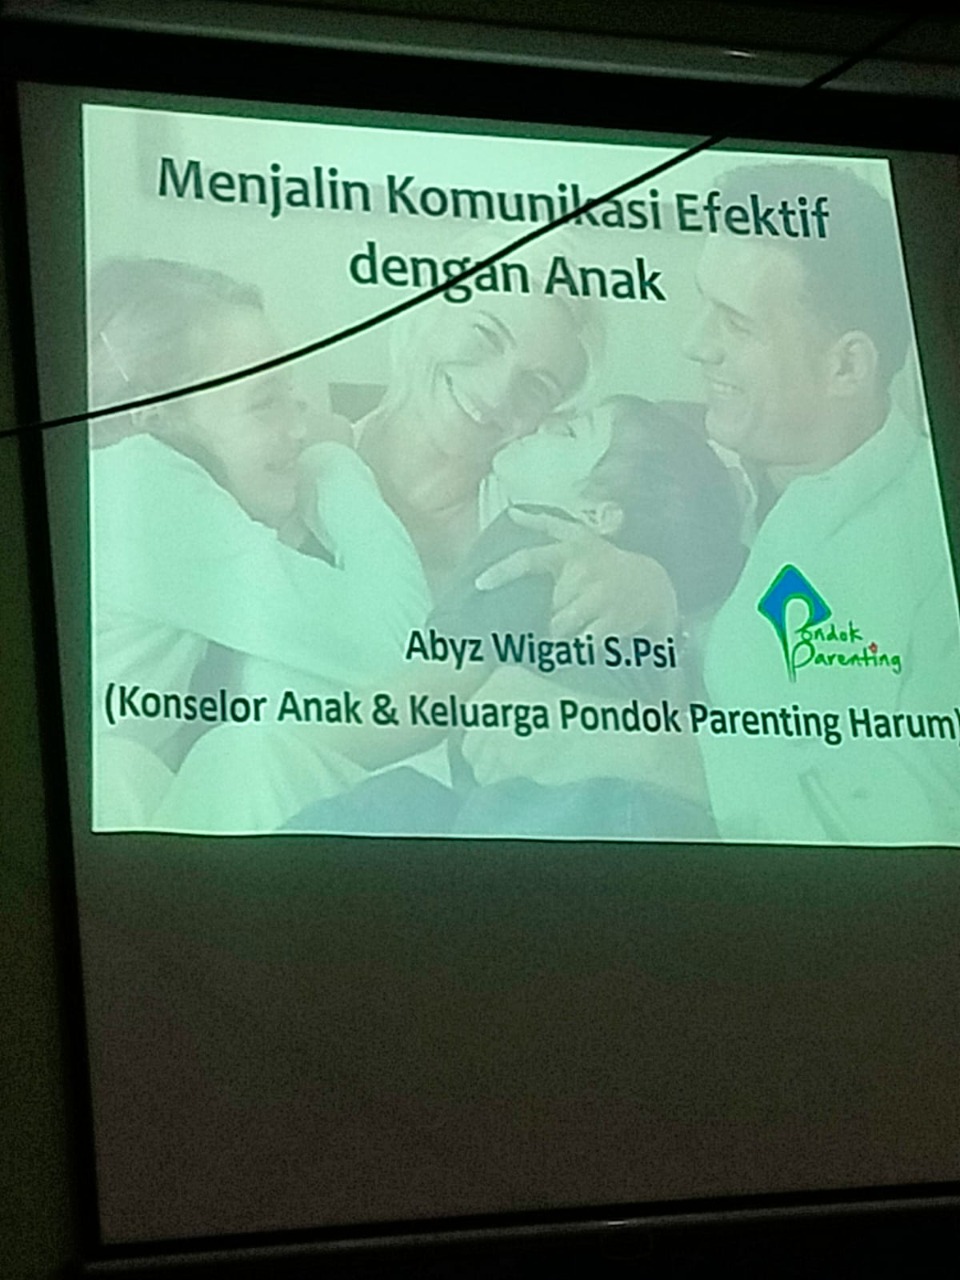 Menjalin Komunikasi Efektif
dengan Anak
Abyz Wigati S.Psi
(Konselor Anak & Keluarga Pondok Parenting Harum)
Pondok
Parenting